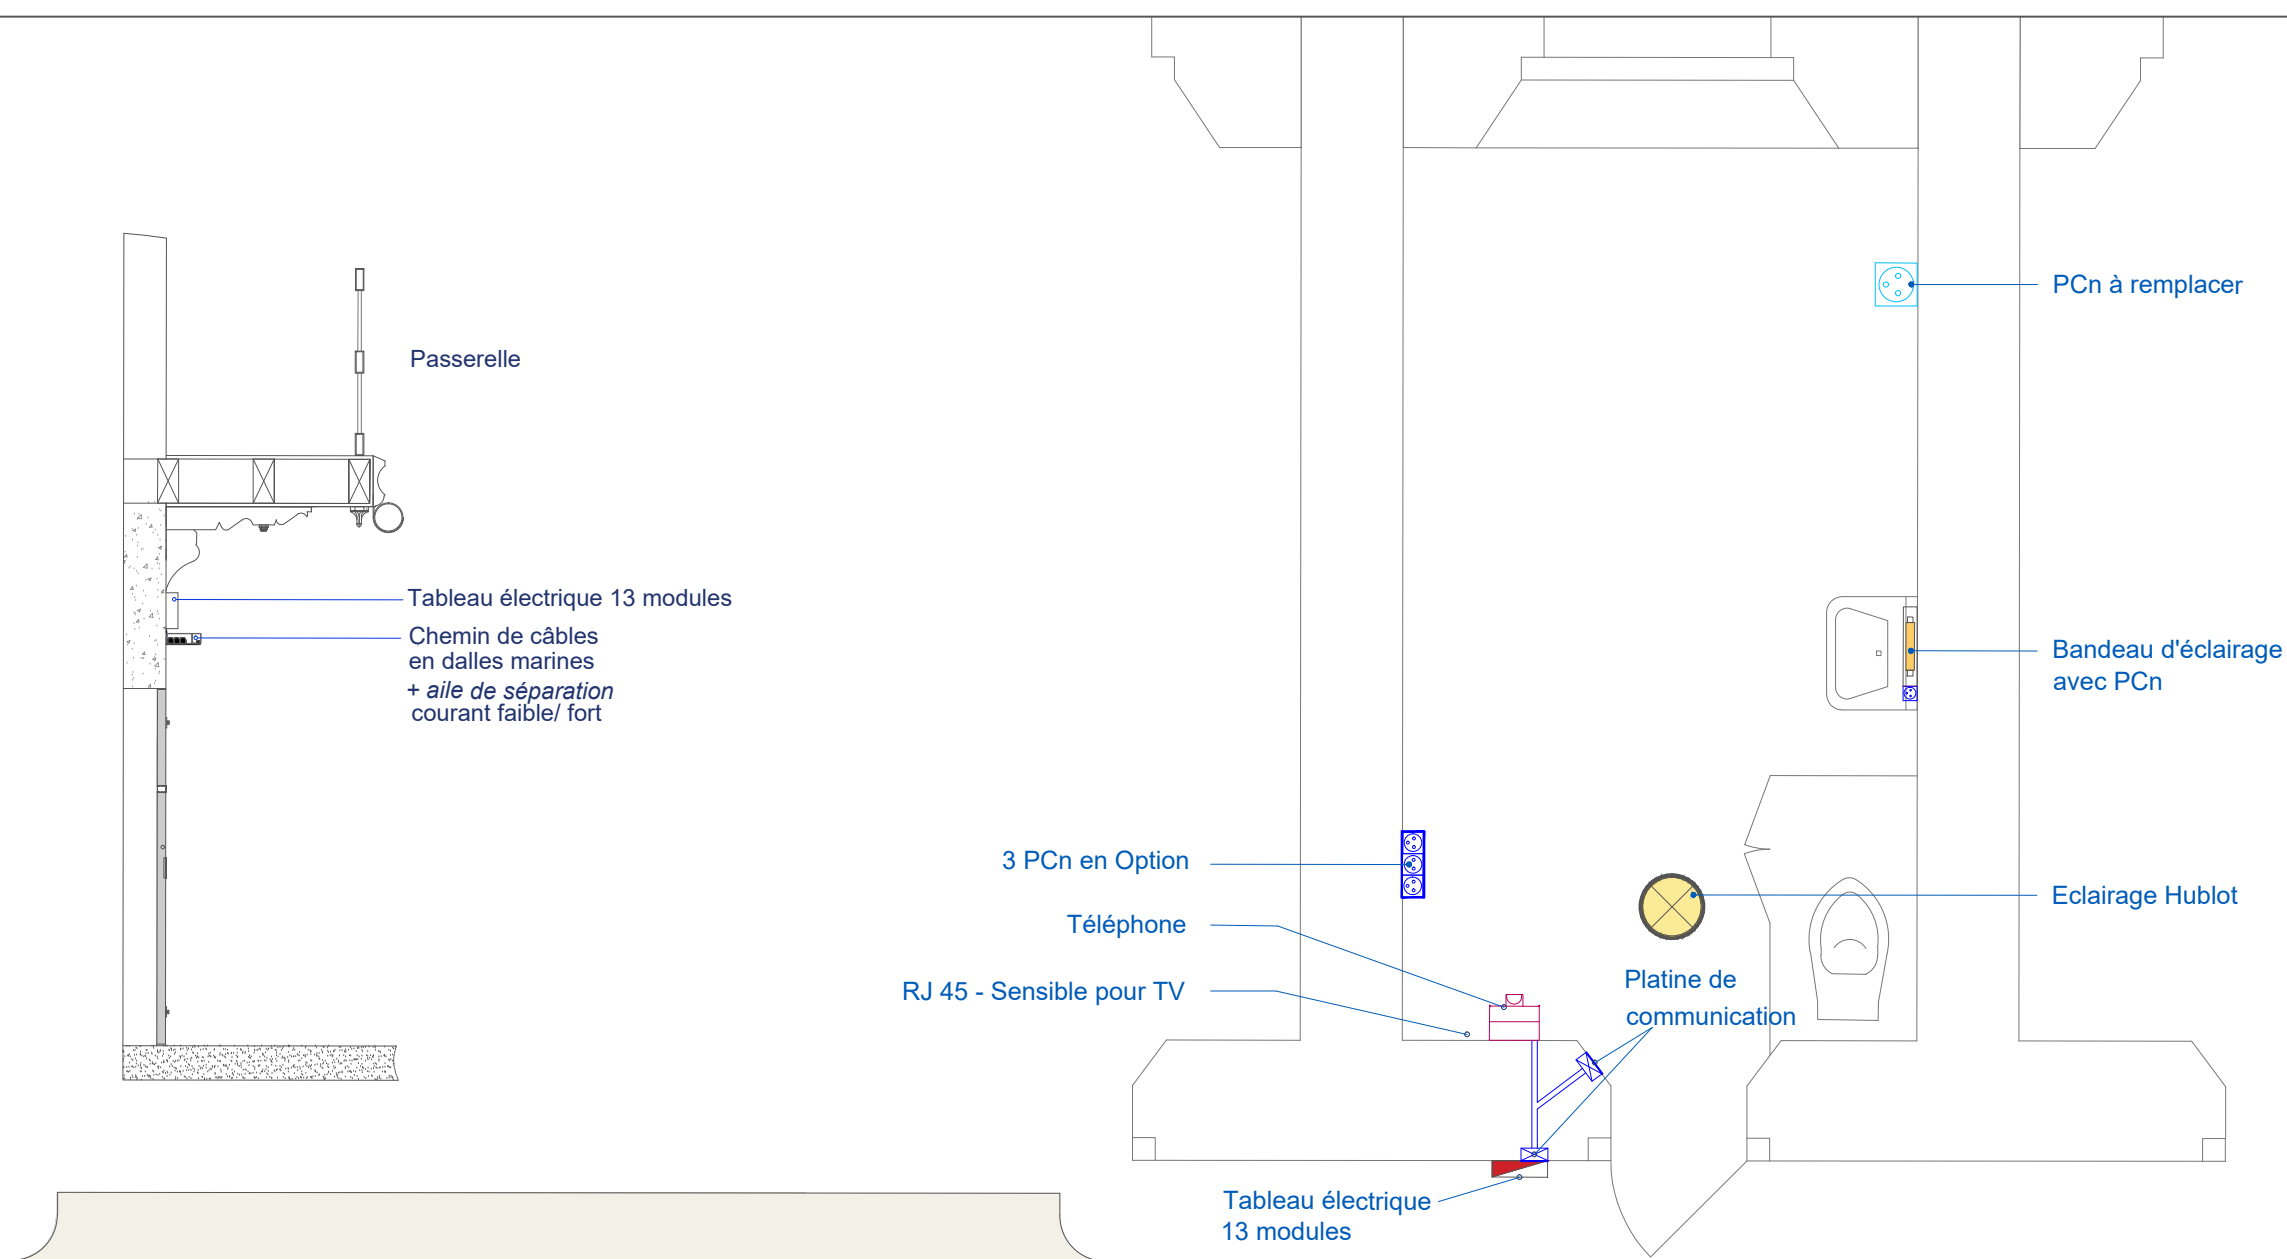 Passerelle
Tableau électrique 13 modules
Chemin de câbles
en dalles marines
+ aile de séparation
courant faible/ fort
PCn à remplacer
Bandeau d'éclairage
avec PCn
3 PCn en Option
Eclairage Hublot
Téléphone
RJ 45 - Sensible pour TV
Platine de
communication
Tableau électrique
13 modules